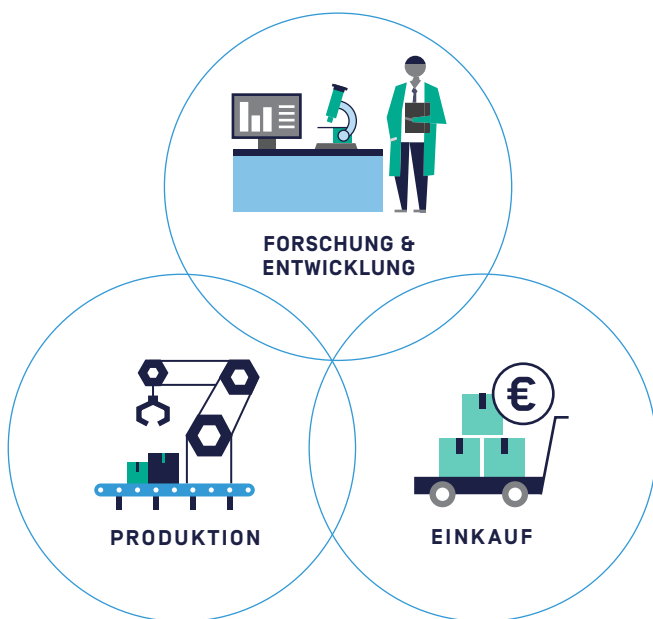 FORSCHUNG &
ENTWICKLUNG
€
PRODUKTION
EINKAUF